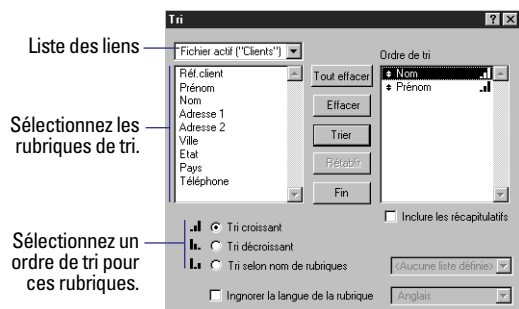 Tri
Liste des liens
Fichier actif ("Clients")
Ordre de tri
Réf.client
Prénom
Nom
Adresse 1
Adresse 2
Ville
Etat
Pays
Téléphone
Sélectionnez les
rubriques de tri.
Tout effacer
Effacer
Trier
Rétablir
Fin
Nom
Prénom
Inclure les récapitulatifs
Sélectionnez un
ordre de tri pour
ces rubriques.
Tri croissant
Tri décroissant
Tri selon nom de rubriques
<Aucune liste définie>
Ingnorer la langue de la rubrique
Anglais